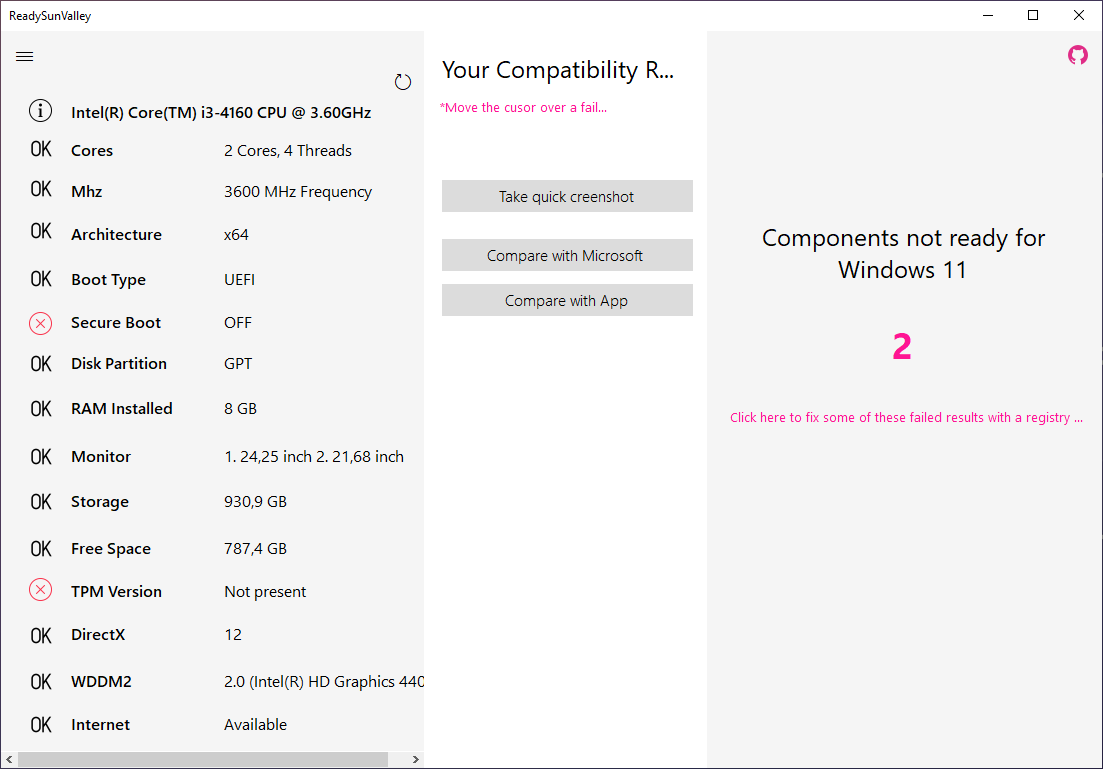 ReadySunValley
Intel(R) Core(TM) i3-4160 CPU @ 3.60GHz
OK Cores 2 Cores, 4 Threads
OK Mhz 3600 MHz Frequency
OK Architecture x64
OK Boot Type UEFI
Secure Boot OFF
OK Disk Partition GPT
OK RAM Installed 8 GB
OK Monitor 1. 24,25 inch 2. 21,68 inch
OK Storage 930,9 GB
OK Free Space 787,4 GB
TPM Version Not present
OK DirectX 12
OK WDDM2 2.0 (Intel(R) HD Graphics 440
OK Internet Available
Your Compatibility R...
*Move the cusor over a fail...
Take quick creenshot
Compare with Microsoft
Compare with App
Components not ready for
Windows 11
2
Click here to fix some of these failed results with a registry ...